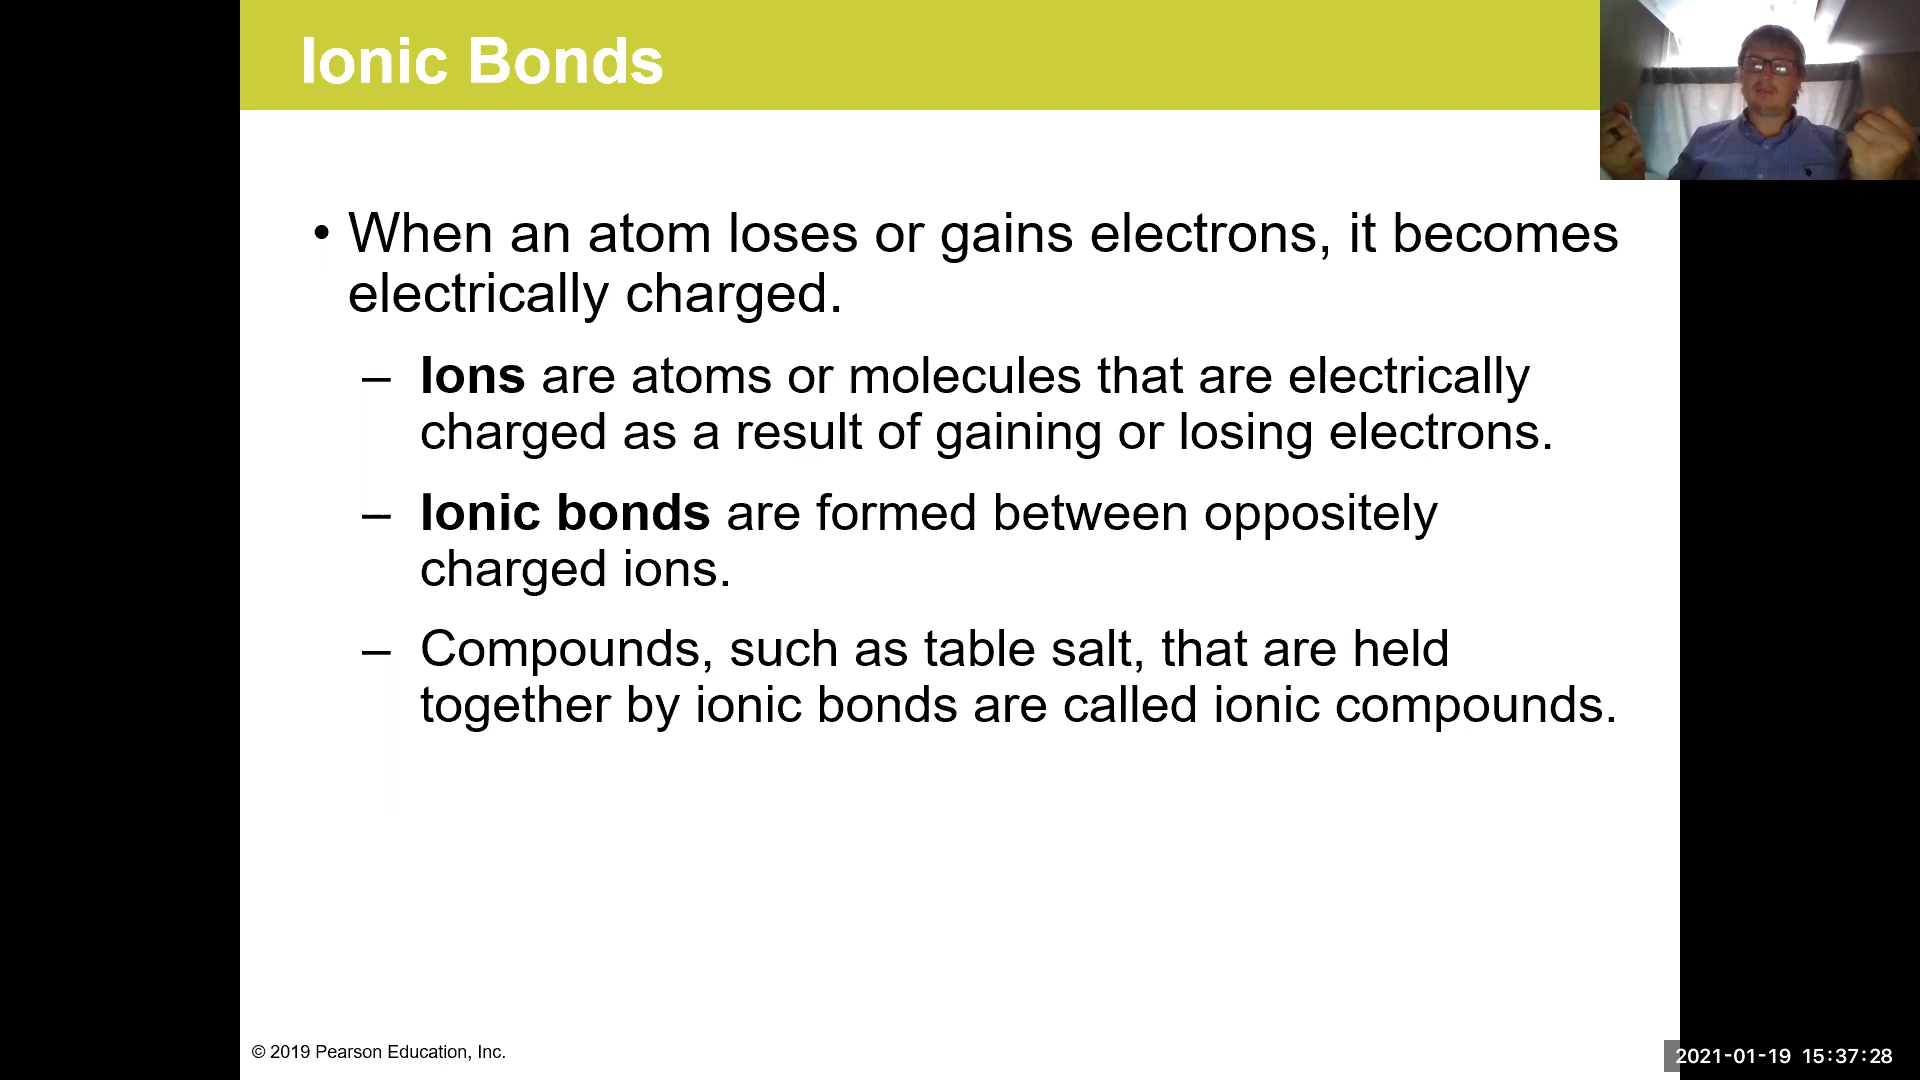 Ionic Bonds
• When an atom loses or gains electrons, it becomes
electrically charged.
– Ions are atoms or molecules that are electrically
charged as a result of gaining or losing electrons.
– Ionic bonds are formed between oppositely
charged ions.
– Compounds, such as table salt, that are held
together by ionic bonds are called ionic compounds.
© 2019 Pearson Education, Inc.
2021-01-19 15:37:28